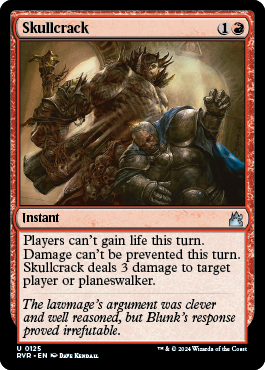 Skullcrack 1
Instant
Players can't gain life this turn.
Damage can't be prevented this turn.
Skullcrack deals 3 damage to target
player or planeswalker.
The lawmage's argument was clever
and well reasoned, but Blunk's response
proved irrefutable.
U 0125
RVR • EN Dave Kendall
™ & © 2024 Wizards of the Coast